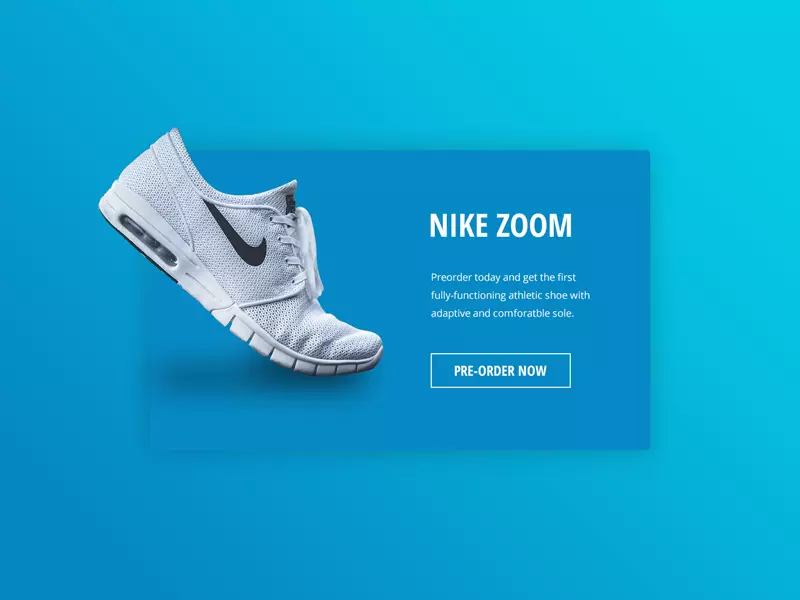 NIKE ZOOM
Preorder today and get the first
fully-functioning athletic shoe with
adaptive and comforatble sole.
PRE-ORDER NOW